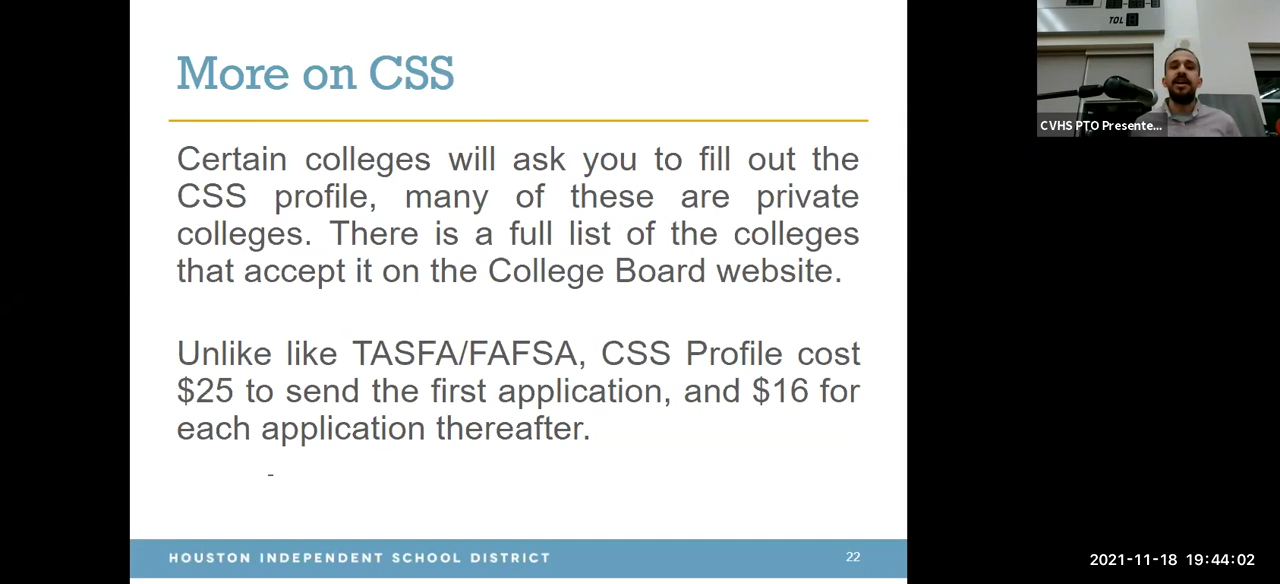 More on CSS
Certain colleges will ask you to fill out the
CSS profile, many of these are private
colleges. There is a full list of the colleges
that accept it on the College Board website.
Unlike like TASFA/FAFSA, CSS Profile cost
$25 to send the first application, and $16 for
each application thereafter.
-
HOUSTON INDEPENDENT SCHOOL DISTRICT
22
TOL
CVHS PTO Presente...
2021-11-18 19:44:02